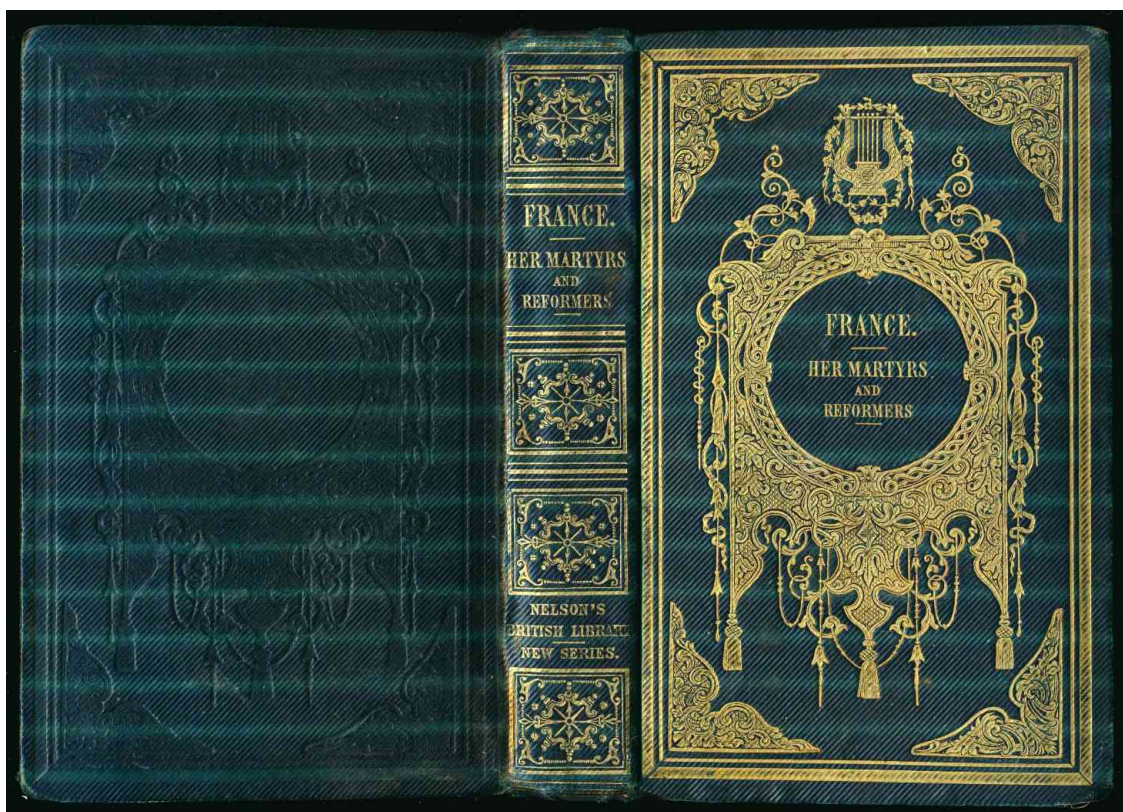 FRANCE.
HER MARTYRS
AND
REFORMERS
NELSON'S
BRITISH LIBRARY
NEW SERIES.
FRANCE.
HER MARTYRS
AND
REFORMERS